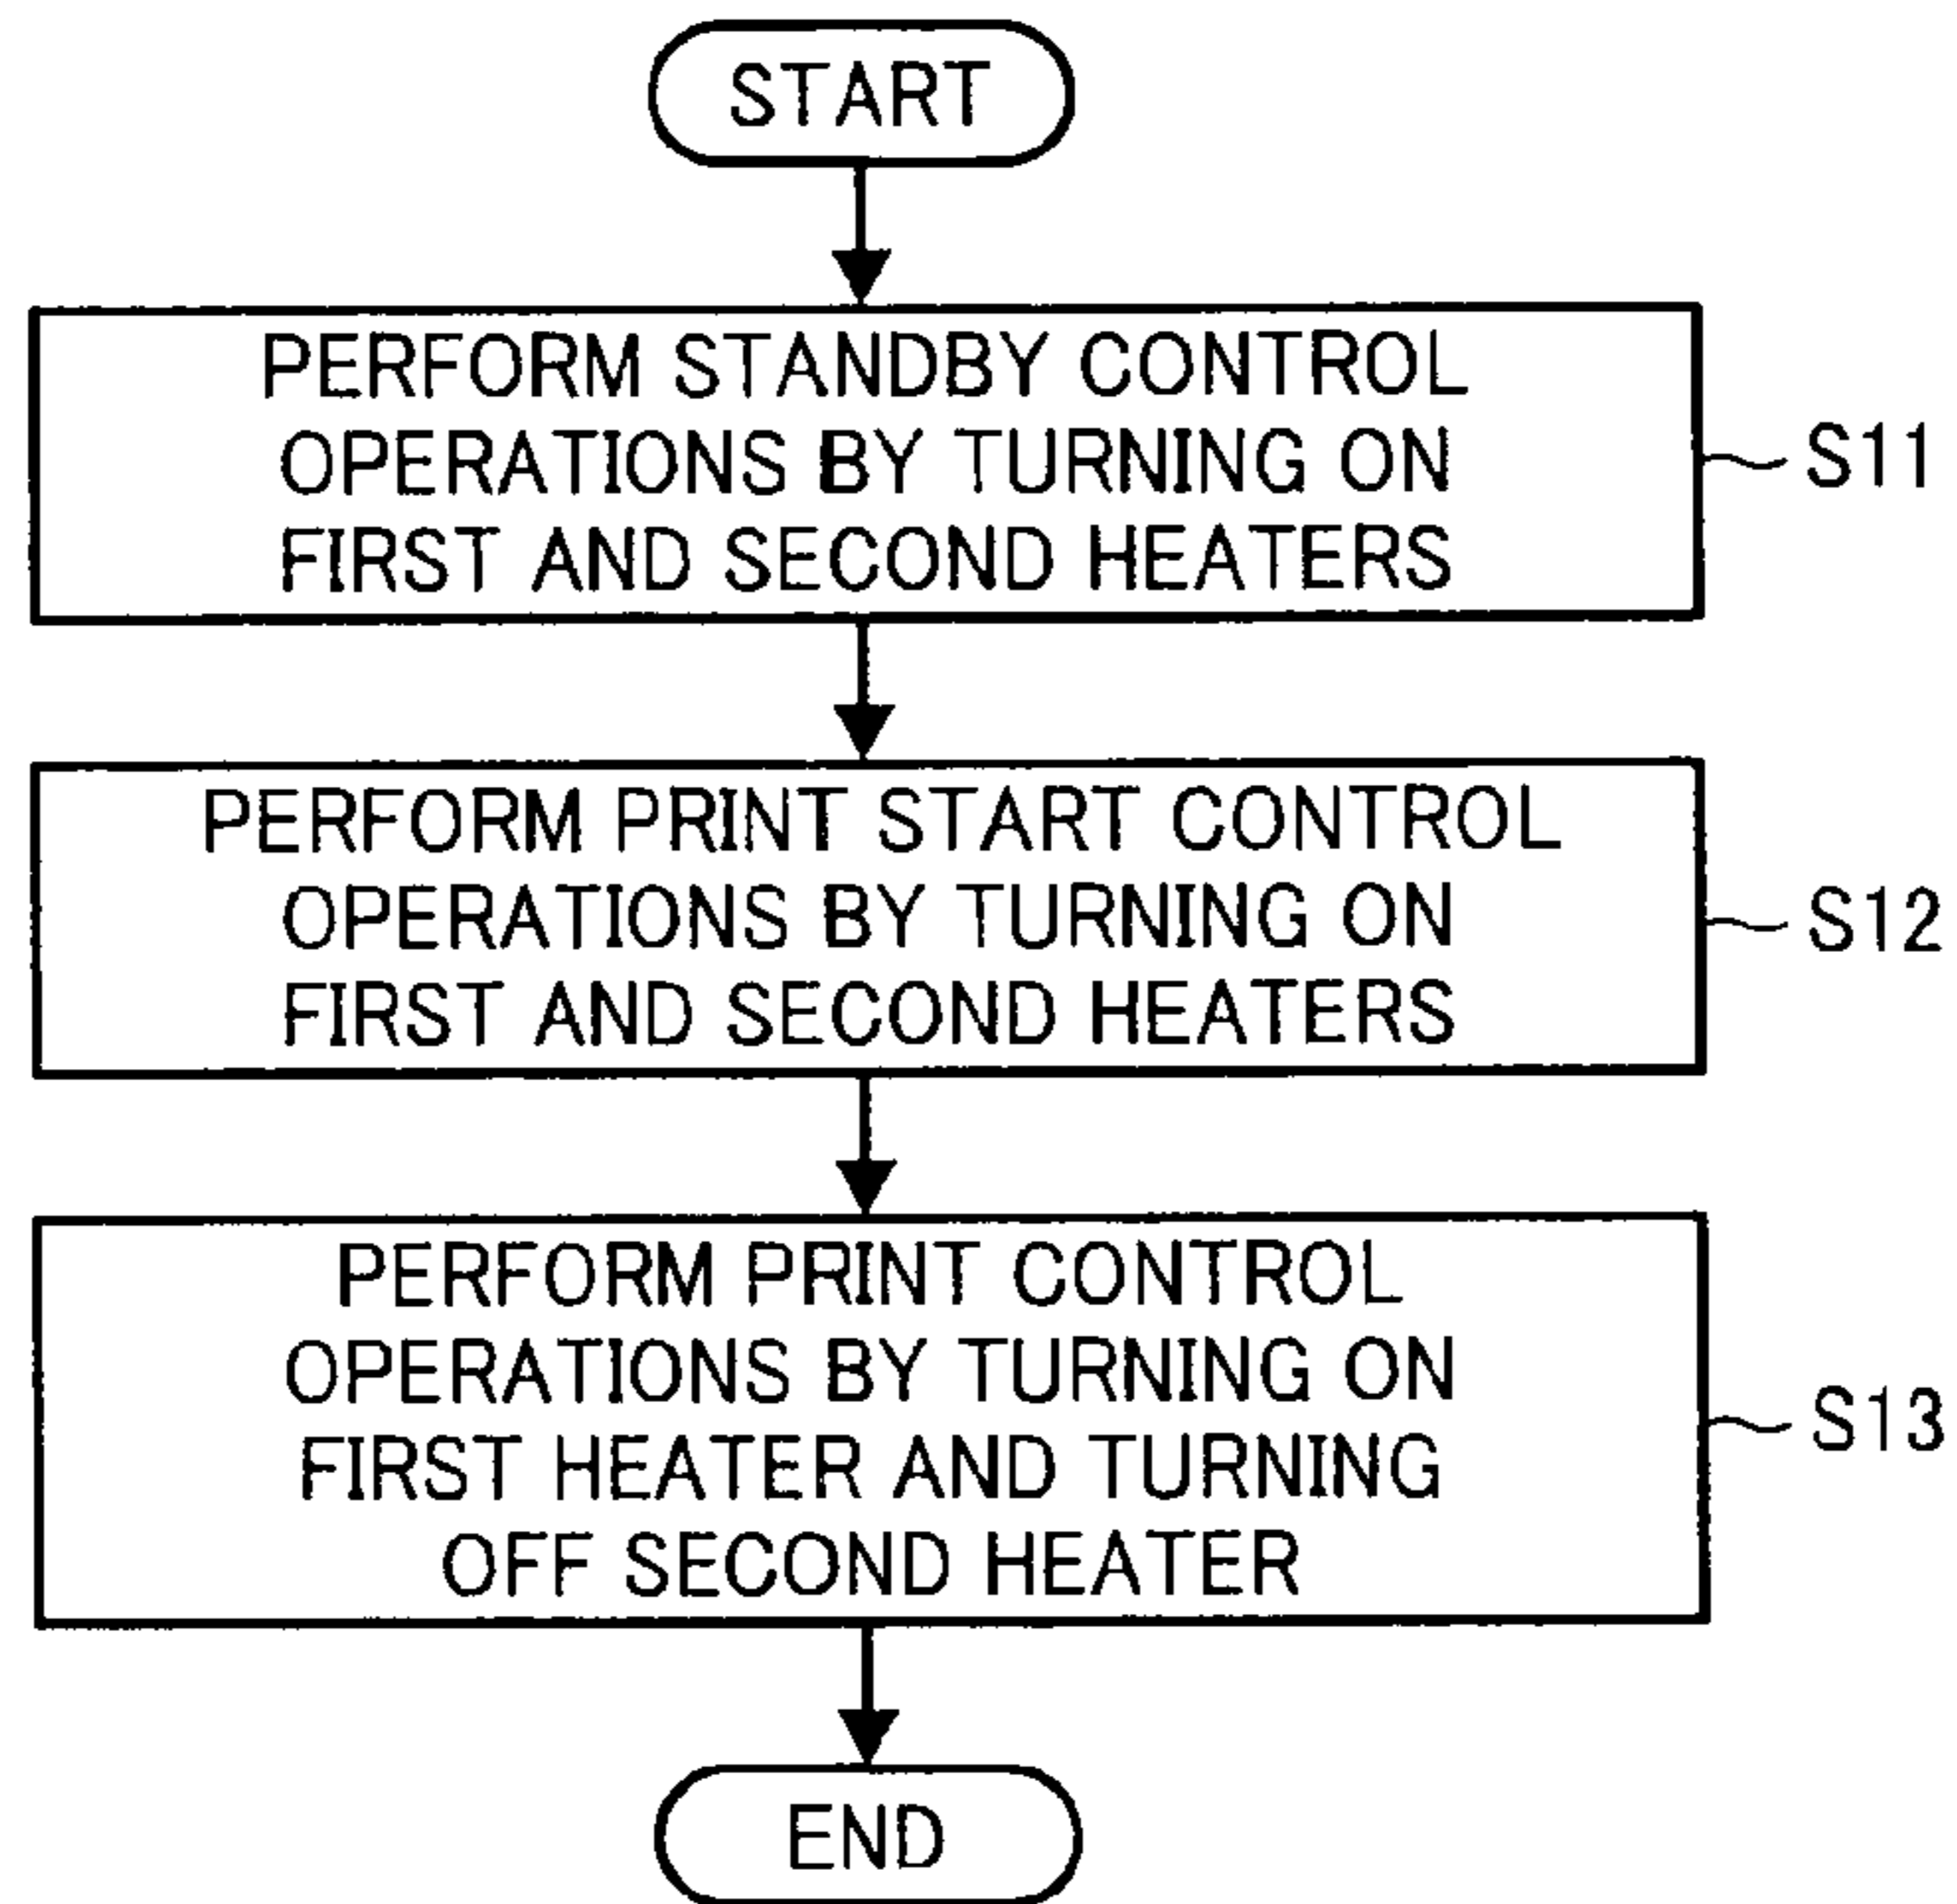 START
PERFORM STANDBY CONTROL
OPERATIONS BY TURNING ON
FIRST AND SECOND HEATERS
S11
PERFORM PRINT START CONTROL
OPERATIONS BY TURNING ON
FIRST AND SECOND HEATERS
S12
PERFORM PRINT CONTROL
OPERATIONS BY TURNING ON
FIRST HEATER AND TURNING
OFF SECOND HEATER
S13
END